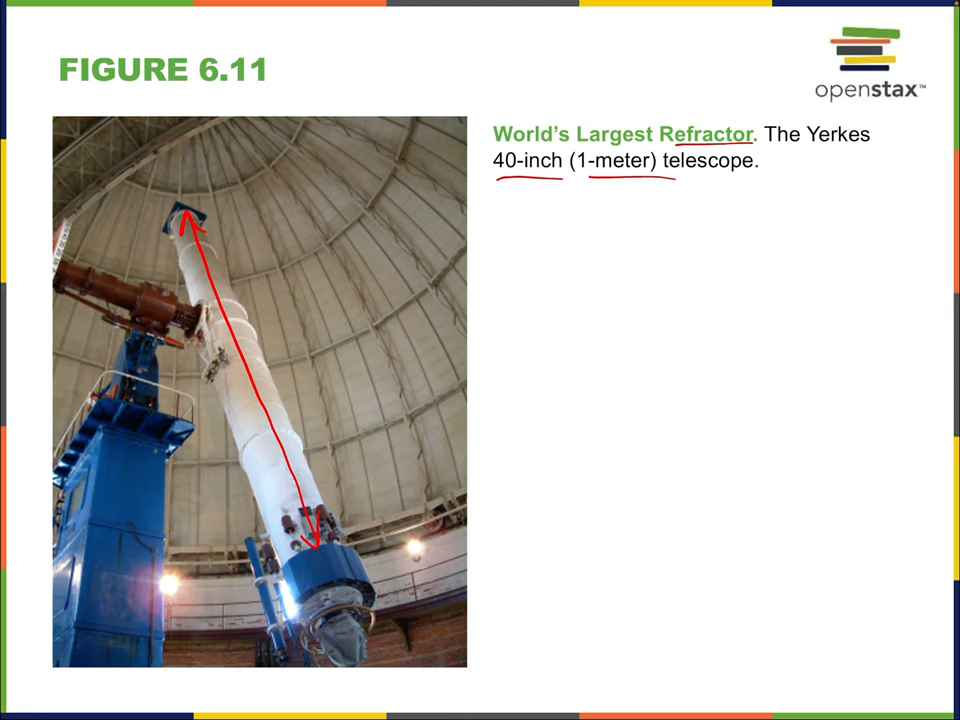 FIGURE 6.11
openstax™
World's Largest Refractor. The Yerkes
40-inch (1-meter) telescope.